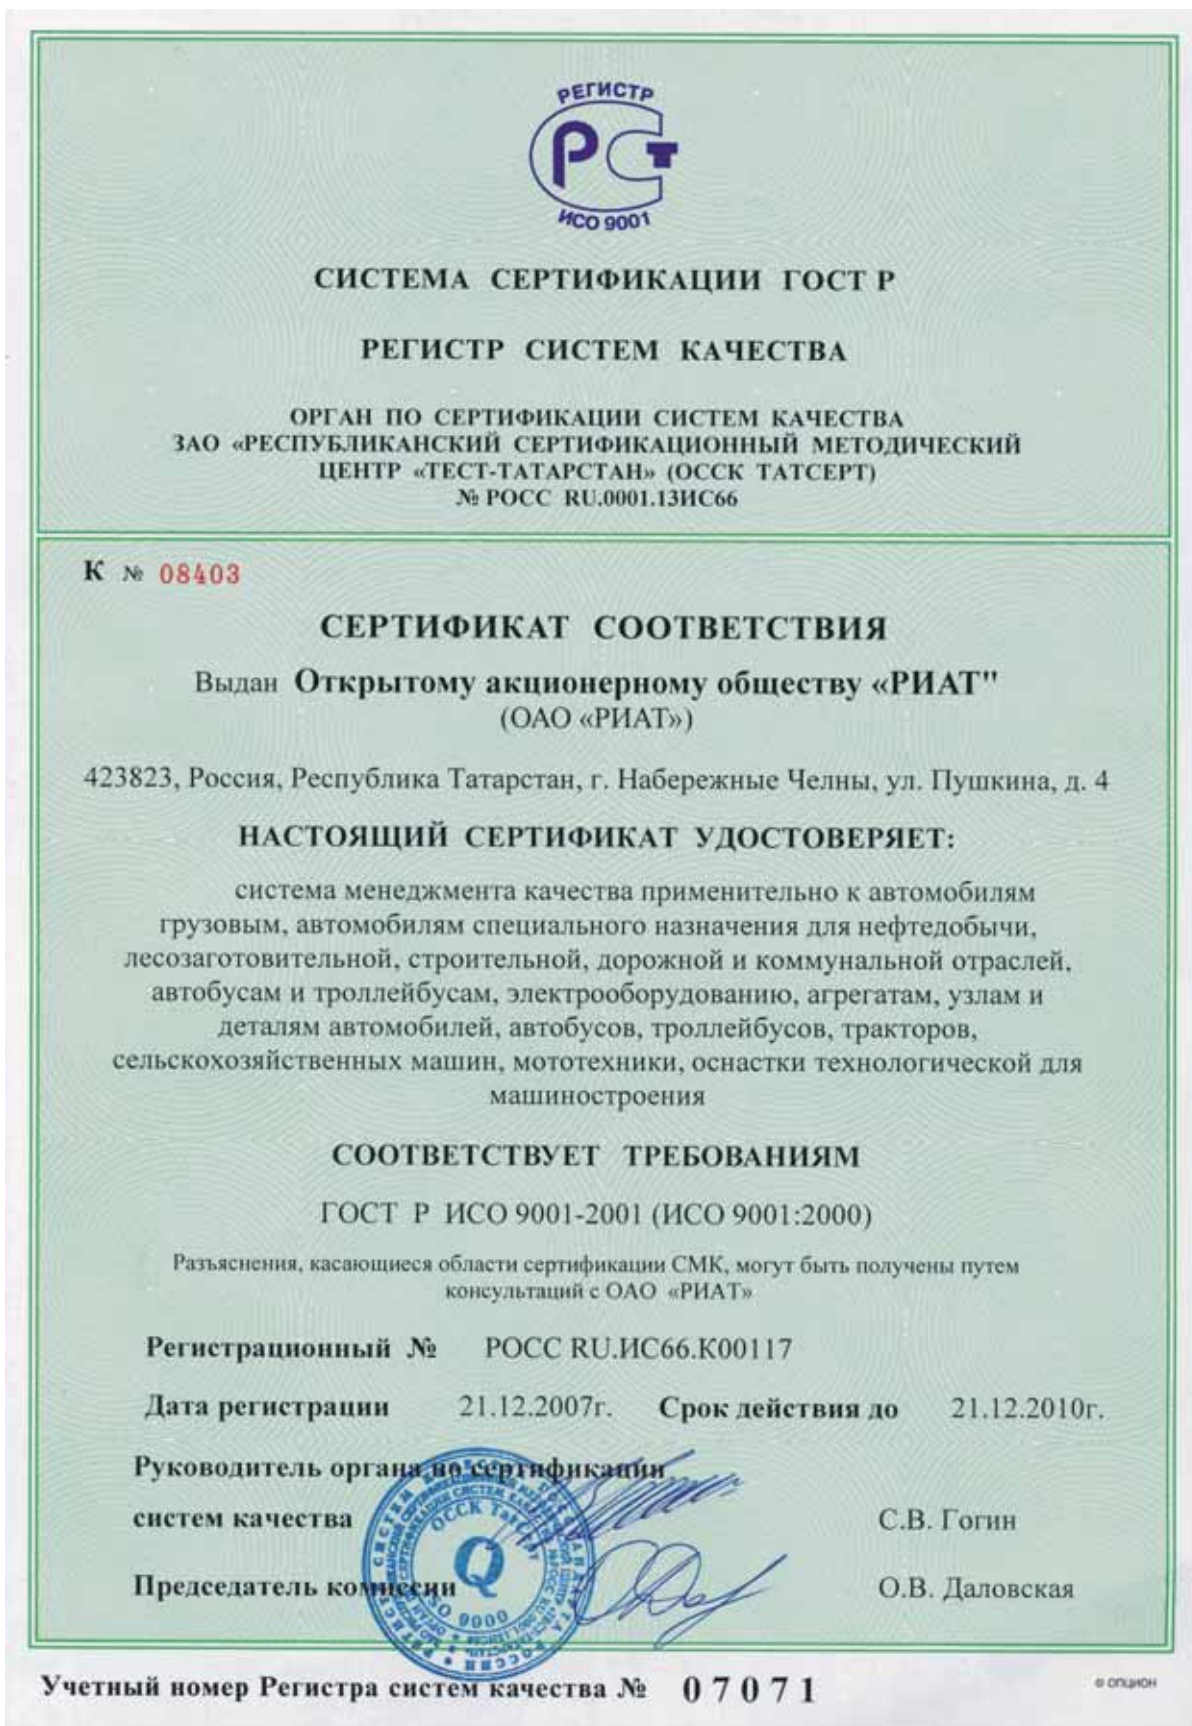 РЕГИСТР
РСТ
ИСО 9001
СИСТЕМА СЕРТИФИКАЦИИ ГОСТ Р
РЕГИСТР СИСТЕМ КАЧЕСТВА
ОРГАН ПО СЕРТИФИКАЦИИ СИСТЕМ КАЧЕСТВА
ЗАО «РЕСПУБЛИКАНСКИЙ СЕРТИФИКАЦИОННЫЙ МЕТОДИЧЕСКИЙ
ЦЕНТР «ТЕСТ-ТАТАРСТАН» (ОССК ТАТСЕРТ)
№ РОСС RU.0001.13ИС66
К № 08403
СЕРТИФИКАТ СООТВЕТСТВИЯ
Выдан Открытому акционерному обществу «РИАТ"
(ОАО «РИАТ»)
423823, Россия, Республика Татарстан, г. Набережные Челны, ул. Пушкина, д. 4
НАСТОЯЩИЙ СЕРТИФИКАТ УДОСТОВЕРЯЕТ:
система менеджмента качества применительно к автомобилям
грузовым, автомобилям специального назначения для нефтедобычи,
лесозаготовительной, строительной, дорожной и коммунальной отраслей,
автобусам и троллейбусам, электрооборудованию, агрегатам, узлам и
деталям автомобилей, автобусов, троллейбусов, тракторов,
сельскохозяйственных машин, мототехники, оснастки технологической для
машиностроения
СООТВЕТСТВУЕТ ТРЕБОВАНИЯМ
ГОСТ Р ИСО 9001-2001 (ИСО 9001:2000)
Разъяснения, касающиеся области сертификации СМК, могут быть получены путем
консультаций с ОАО «РИАТ»
Регистрационный № РОСС RU.ИС66.К00117
Дата регистрации 21.12.2007г. Срок действия до 21.12.2010г.
Руководитель органа по сертификации
систем качества С.В. Гогин
Председатель комиссии О.В. Даловская
ОССК ТатСерт
Q
ISO 9000
Учетный номер Регистра систем качества № 07071
© ОПЦИОН